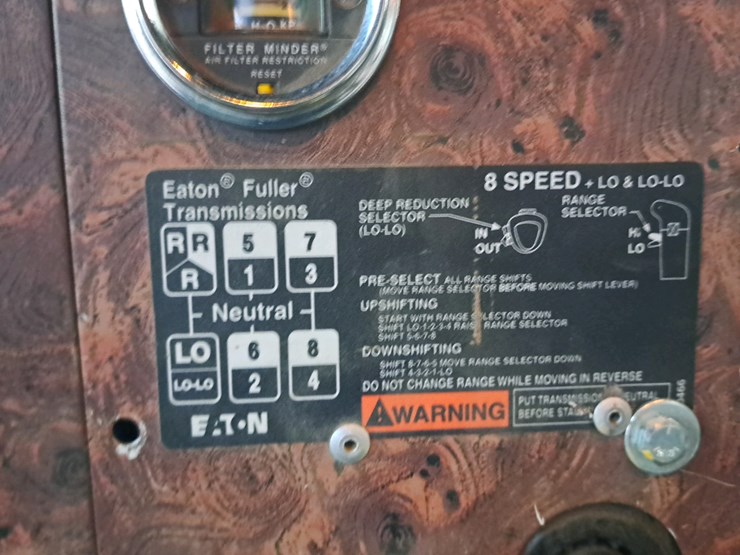 FILTER MINDER®
AIR FILTER RESTRICTION
RESET
Eaton® Fuller®
Transmissions
8 SPEED + LO & LO-LO
R R 5 7
R 1 3
Neutral
LO 6 8
LO-LO 2 4
EATON
DEEP REDUCTION
SELECTOR
(LO-LO)
IN
OUT
RANGE
SELECTOR
HI
LO
PRE-SELECT ALL RANGE SHIFTS
(MOVE RANGE SELECTOR BEFORE MOVING SHIFT LEVER)
UPSHIFTING
START WITH RANGE SELECTOR DOWN
SHIFT LO-1-2-3-4 RAISE RANGE SELECTOR
SHIFT 5-6-7-8
DOWNSHIFTING
SHIFT 8-7-6-5 MOVE RANGE SELECTOR DOWN
SHIFT 4-3-2-1-LO
DO NOT CHANGE RANGE WHILE MOVING IN REVERSE
WARNING
PUT TRANSMISSION
BEFORE